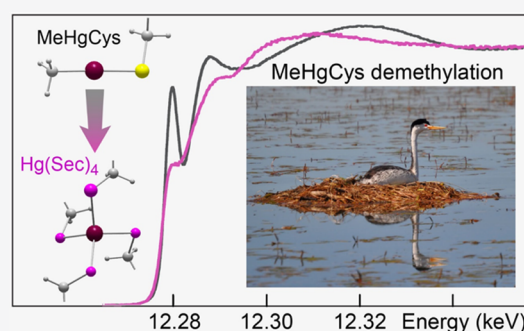 MeHgCys
MeHgCys demethylation
Hg(Sec)4
12.28 12.30 12.32 Energy (keV)